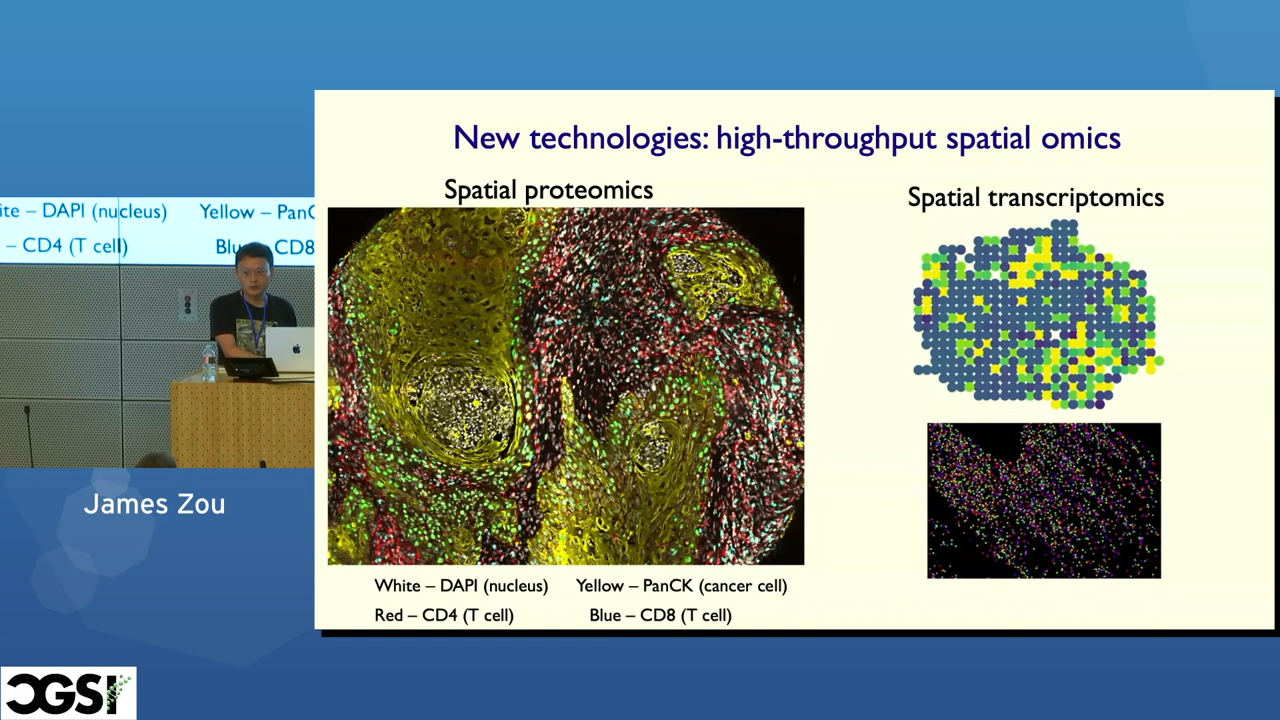 New technologies: high-throughput spatial omics
Spatial proteomics
Spatial transcriptomics
White – DAPI (nucleus) Yellow – PanCK (cancer cell)
Red – CD4 (T cell) Blue – CD8 (T cell)
ite – DAPI (nucleus) Yellow – PanC
– CD4 (T cell) Blu CD8
James Zou
CGSI